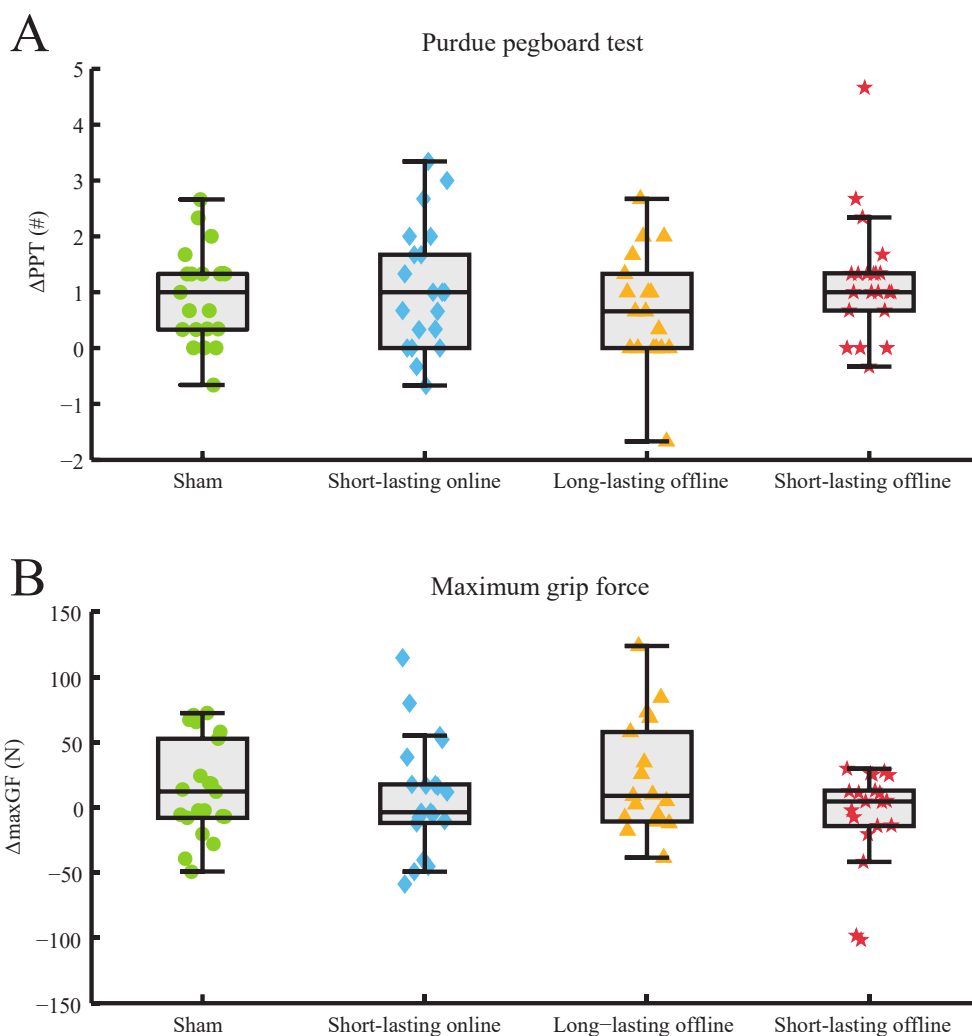 A
Purdue pegboard test
5
4
3
2
1
0
−1
−2
ΔPPT (#)
Sham Short-lasting online Long-lasting offline Short-lasting offline
B
Maximum grip force
150
100
50
0
−50
−100
−150
ΔmaxGF (N)
Sham Short-lasting online Long−lasting offline Short-lasting offline